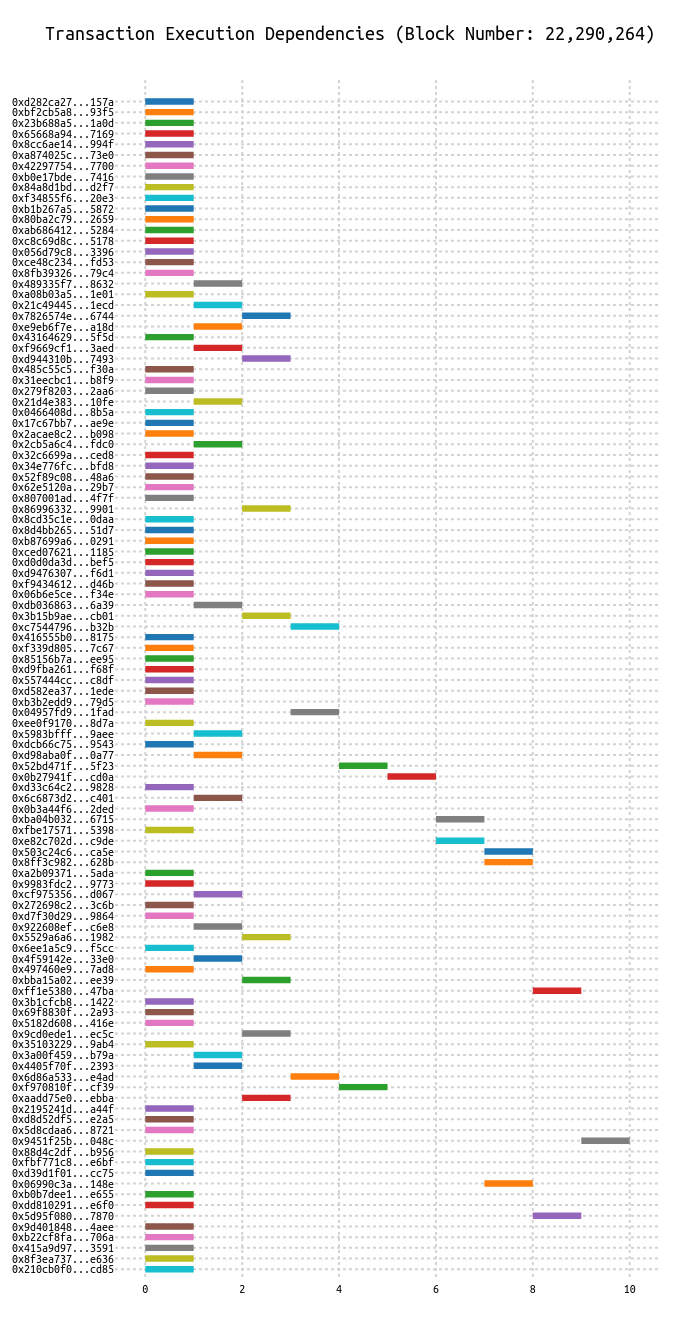 Transaction Execution Dependencies (Block Number: 22,290,264)
0xd282ca27...157a
0xbf2cb5a8...93f5
0x23b688a5...1a0d
0x65668a94...7169
0x8cc6ae14...994f
0xa874025c...73e0
0x42297754...7700
0xb0e17bde...7416
0x84a8d1bd...d2f7
0xf34855f6...20e3
0xb1b267a5...5872
0x80ba2c79...2659
0xab686412...5284
0xc8c69d8c...5178
0x056d79c8...3396
0xce48c234...fd53
0x8fb39326...79c4
0x489335f7...8632
0xa08b03a5...1e01
0x21c49445...1ecd
0x7826574e...6744
0xe9eb6f7e...a18d
0x43164629...5f5d
0xf9669cf1...3aed
0xd944310b...7493
0x485c55c5...f30a
0x31eecbc1...b8f9
0x279f8203...2aa6
0x21d4e383...10fe
0x0466408d...8b5a
0x17c67bb7...ae9e
0x2acae8c2...b098
0x2cb5a6c4...fdc0
0x32c6699a...ced8
0x34e776fc...bfd8
0x52f89c08...48a6
0x62e5120a...29b7
0x807001ad...4f7f
0x86996332...9901
0x8cd35c1e...0daa
0x8d4bb265...51d7
0xb87699a6...0291
0xced07621...1185
0xd0d0da3d...bef5
0xd9476307...f6d1
0xf9434612...d46b
0x06b6e5ce...f34e
0xdb036863...6a39
0x3b15b9ae...cb01
0xc7544796...b32b
0x416555b0...8175
0xf339d805...7c67
0x85156b7a...ee95
0xd9fba261...f68f
0x557444cc...c8df
0xd582ea37...1ede
0xb3b2edd9...79d5
0x04957fd9...1fad
0xee0f9170...8d7a
0x5983bfff...9aee
0xdcb66c75...9543
0xd98aba0f...0a77
0x52bd471f...5f23
0x0b27941f...cd0a
0xd33c64c2...9828
0x6c6873d2...c401
0x0b3a44f6...2ded
0xba04b032...6715
0xfbe17571...5398
0xe82c702d...c9de
0x503c24c6...ca5e
0x8ff3c982...628b
0xa2b09371...5ada
0x9983fdc2...9773
0xcf975356...d067
0x272698c2...3c6b
0xd7f30d29...9864
0x922608ef...c6e8
0x5529a6a6...1982
0x6ee1a5c9...f5cc
0x4f59142e...33e0
0x497460e9...7ad8
0xbba15a02...ee39
0xff1e5380...47ba
0x3b1cfcb8...1422
0x69f8830f...2a93
0x5182d608...416e
0x9cd0ede1...ec5c
0x35103229...9ab4
0x3a00f459...b79a
0x4405f70f...2393
0x6d86a533...e4ad
0xf970810f...cf39
0xaadd75e0...ebba
0x2195241d...a44f
0xd8d52df5...e2a5
0x5d8cdaa6...8721
0x9451f25b...048c
0x88d4c2df...b956
0xfbf771c8...e6bf
0xd39d1f01...cc75
0x06990c3a...148e
0xb0b7dee1...e655
0xdd810291...e6f0
0x5d95f080...7870
0x9d401848...4aee
0xb22cf8fa...706a
0x415a9d97...3591
0x8f3ea737...e636
0x210cb0f0...cd85
0 2 4 6 8 10